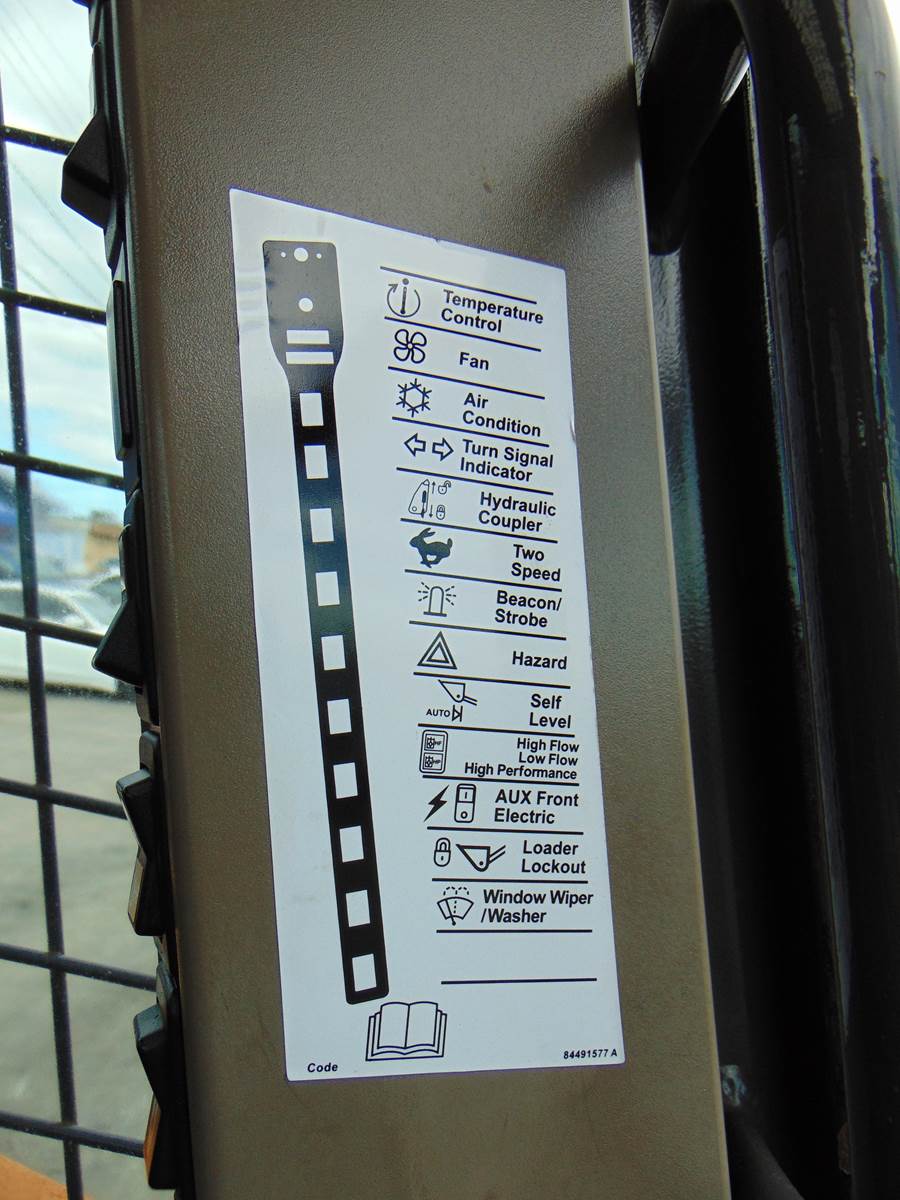 Temperature
Control
Fan
Air
Condition
Turn Signal
Indicator
Hydraulic
Coupler
Two
Speed
Beacon/
Strobe
Hazard
AUTO
Self
Level
High Flow
Low Flow
High Performance
AUX Front
Electric
Loader
Lockout
Window Wiper
/Washer
Code
84491577 A